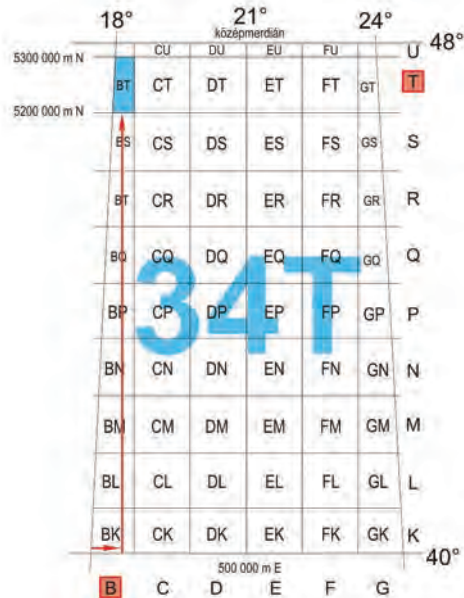 18° 21° 24°
középmerdián
48°
CU DU EU FU U
5300 000 m N
BT CT DT ET FT GT T
5200 000 m N
BS CS DS ES FS GS S
BT CR DR ER FR GR R
BQ CQ DQ EQ FQ GQ Q
34T
BP CP DP EP FP GP P
BN CN DN EN FN GN N
BM CM DM EM FM GM M
BL CL DL EL FL GL L
BK CK DK EK FK GK K
40°
500 000 m E
B C D E F G